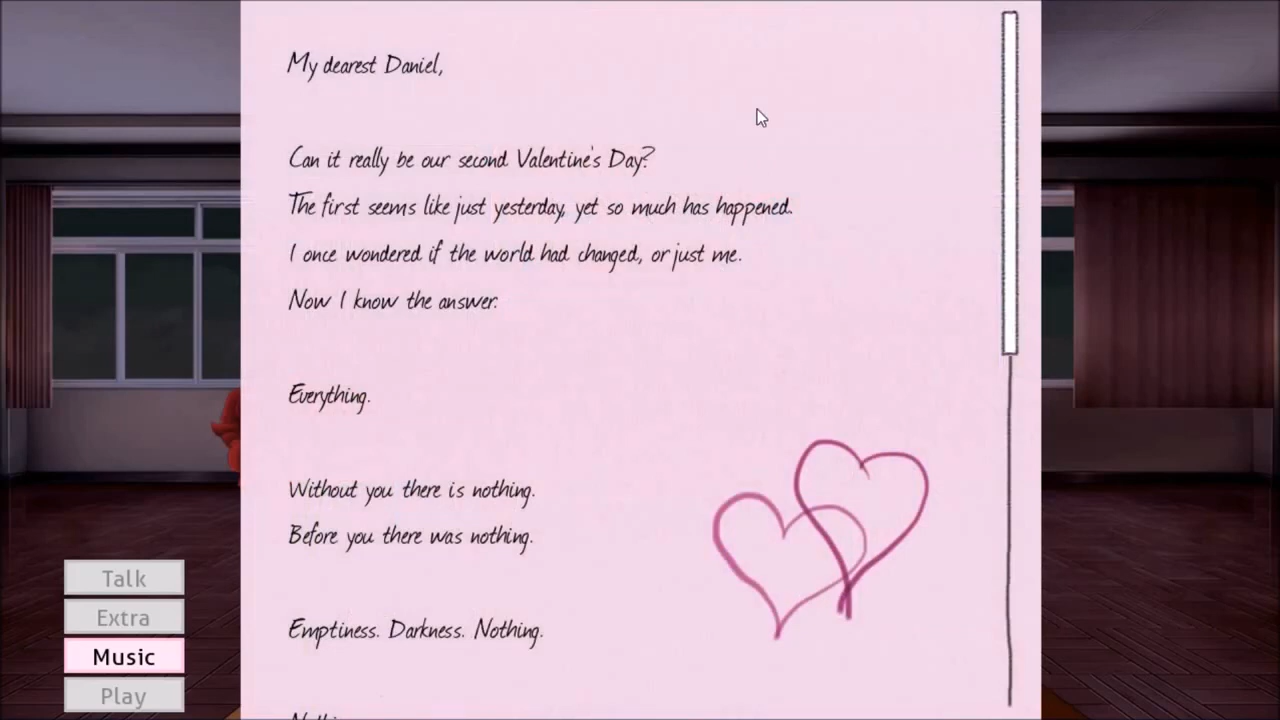 My dearest Daniel,
Can it really be our second Valentine's Day?
The first seems like just yesterday, yet so much has happened.
I once wondered if the world had changed, or just me.
Now I know the answer.
Everything.
Without you there is nothing.
Before you there was nothing.
Emptiness. Darkness. Nothing.
Talk
Extra
Music
Play